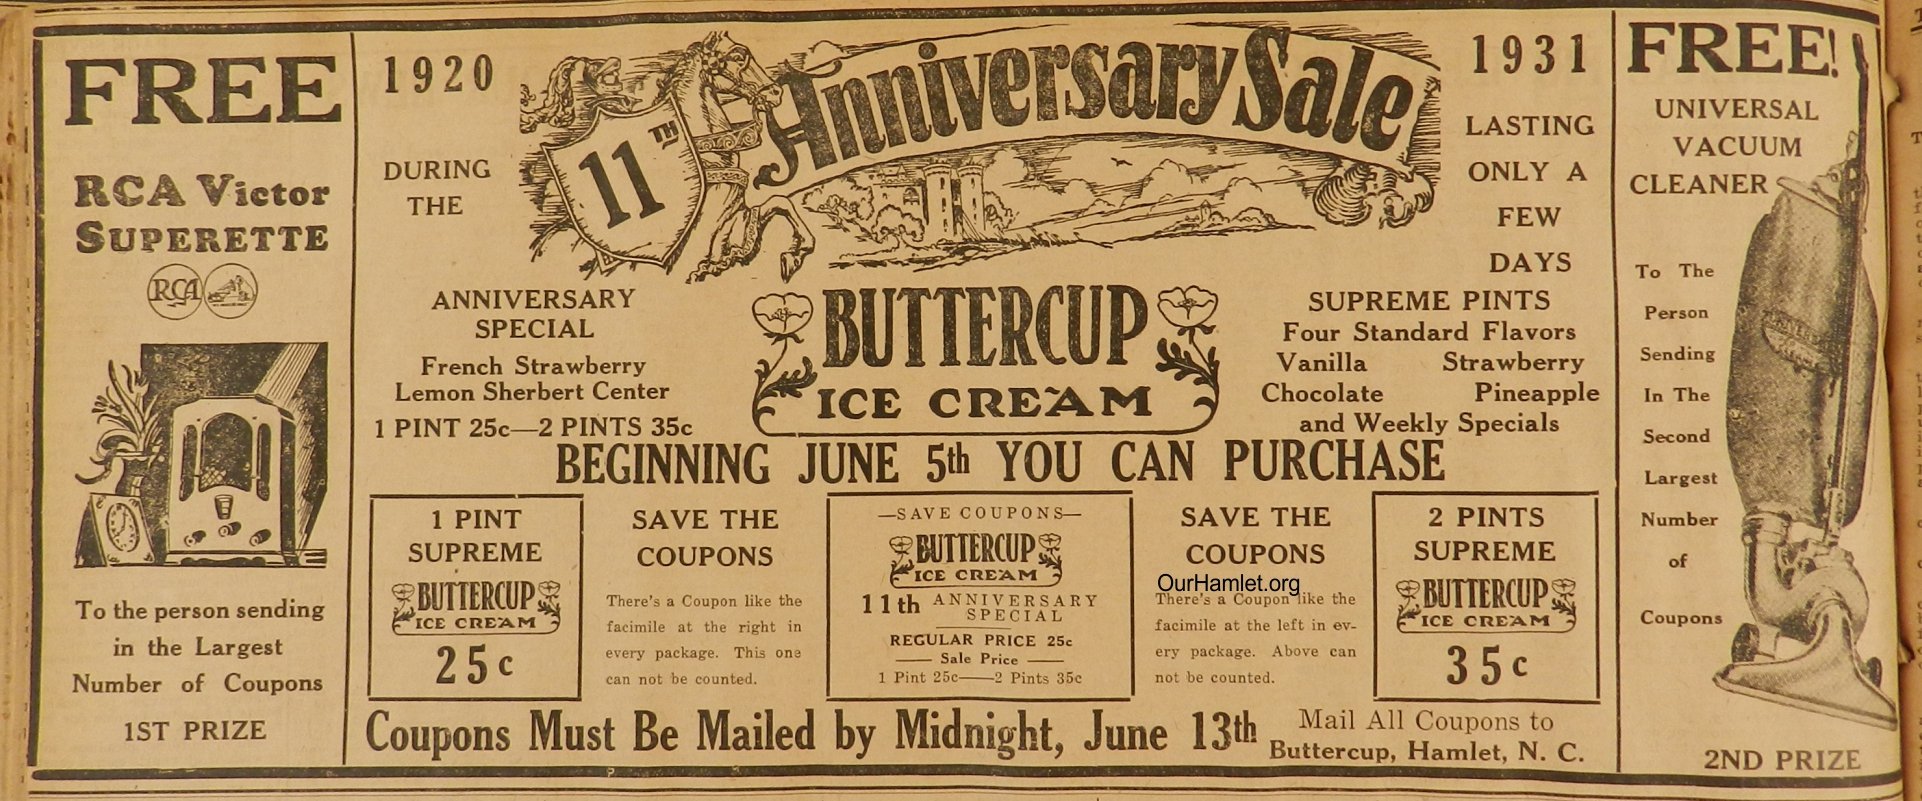 FREE
RCA Victor
SUPERETTE
RCA
To the person sending
in the Largest
Number of Coupons
1ST PRIZE
1920
DURING
THE
11TH
Anniversary Sale
1931
LASTING
ONLY A
FEW
DAYS
ANNIVERSARY
SPECIAL
French Strawberry
Lemon Sherbert Center
1 PINT 25c—2 PINTS 35c
BUTTERCUP
ICE CREAM
SUPREME PINTS
Four Standard Flavors
Vanilla Strawberry
Chocolate Pineapple
and Weekly Specials
BEGINNING JUNE 5th YOU CAN PURCHASE
1 PINT
SUPREME
BUTTERCUP
ICE CREAM
25c
SAVE THE
COUPONS
There's a Coupon like the
facimile at the right in
every package. This one
can not be counted.
—SAVE COUPONS—
BUTTERCUP
ICE CREAM
11th ANNIVERSARY
SPECIAL
REGULAR PRICE 25c
—— Sale Price ——
1 Pint 25c——2 Pints 35c
SAVE THE
COUPONS
OurHamlet.org
There's a Coupon like the
facimile at the left in ev-
ery package. Above can
not be counted.
2 PINTS
SUPREME
BUTTERCUP
ICE CREAM
35c
Coupons Must Be Mailed by Midnight, June 13th
Mail All Coupons to
Buttercup, Hamlet, N. C.
FREE!
UNIVERSAL
VACUUM
CLEANER
To The
Person
Sending
In The
Second
Largest
Number
of
Coupons
2ND PRIZE